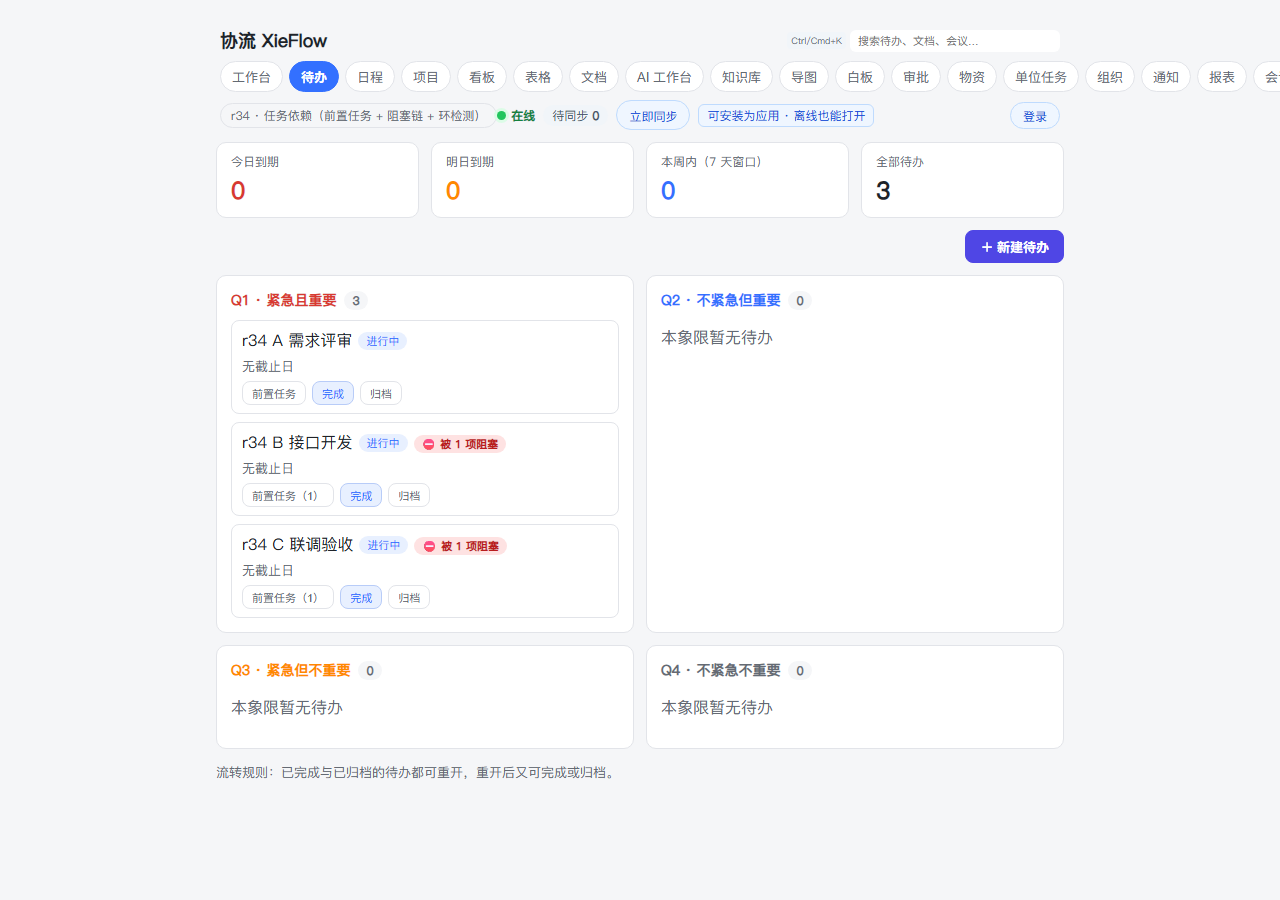 协流 XieFlow
Ctrl/Cmd+K 搜索待办、文档、会议…
工作台 待办 日程 项目 看板 表格 文档 AI 工作台 知识库 导图 白板 审批 物资 单位任务 组织 通知 报表
r34 · 任务依赖（前置任务 + 阻塞链 + 环检测） 在线 待同步 0 立即同步 可安装为应用 · 离线也能打开 登录
今日到期 明日到期 本周内（7 天窗口） 全部待办
0 0 0 3
＋ 新建待办
Q1 · 紧急且重要 3
r34 A 需求评审 进行中
无截止日
前置任务 完成 归档
r34 B 接口开发 进行中 ⛔ 被 1 项阻塞
无截止日
前置任务（1） 完成 归档
r34 C 联调验收 进行中 ⛔ 被 1 项阻塞
无截止日
前置任务（1） 完成 归档
Q2 · 不紧急但重要 0
本象限暂无待办
Q3 · 紧急但不重要 0
本象限暂无待办
Q4 · 不紧急不重要 0
本象限暂无待办
流转规则：已完成与已归档的待办都可重开，重开后又可完成或归档。